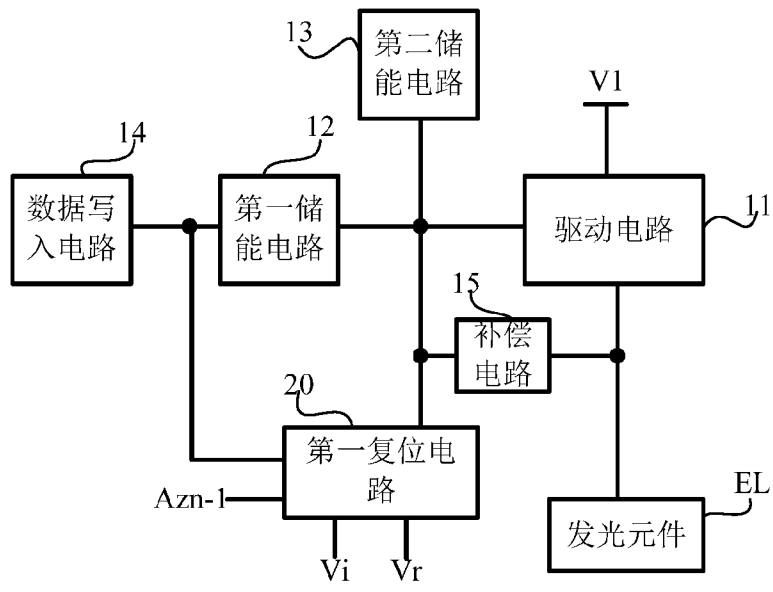 13
第二储
能电路
V1
14
12
数据写
入电路
第一储
能电路
驱动电路
11
15
补偿
电路
20
第一复位电
路
Azn-1
Vi
Vr
EL
发光元件